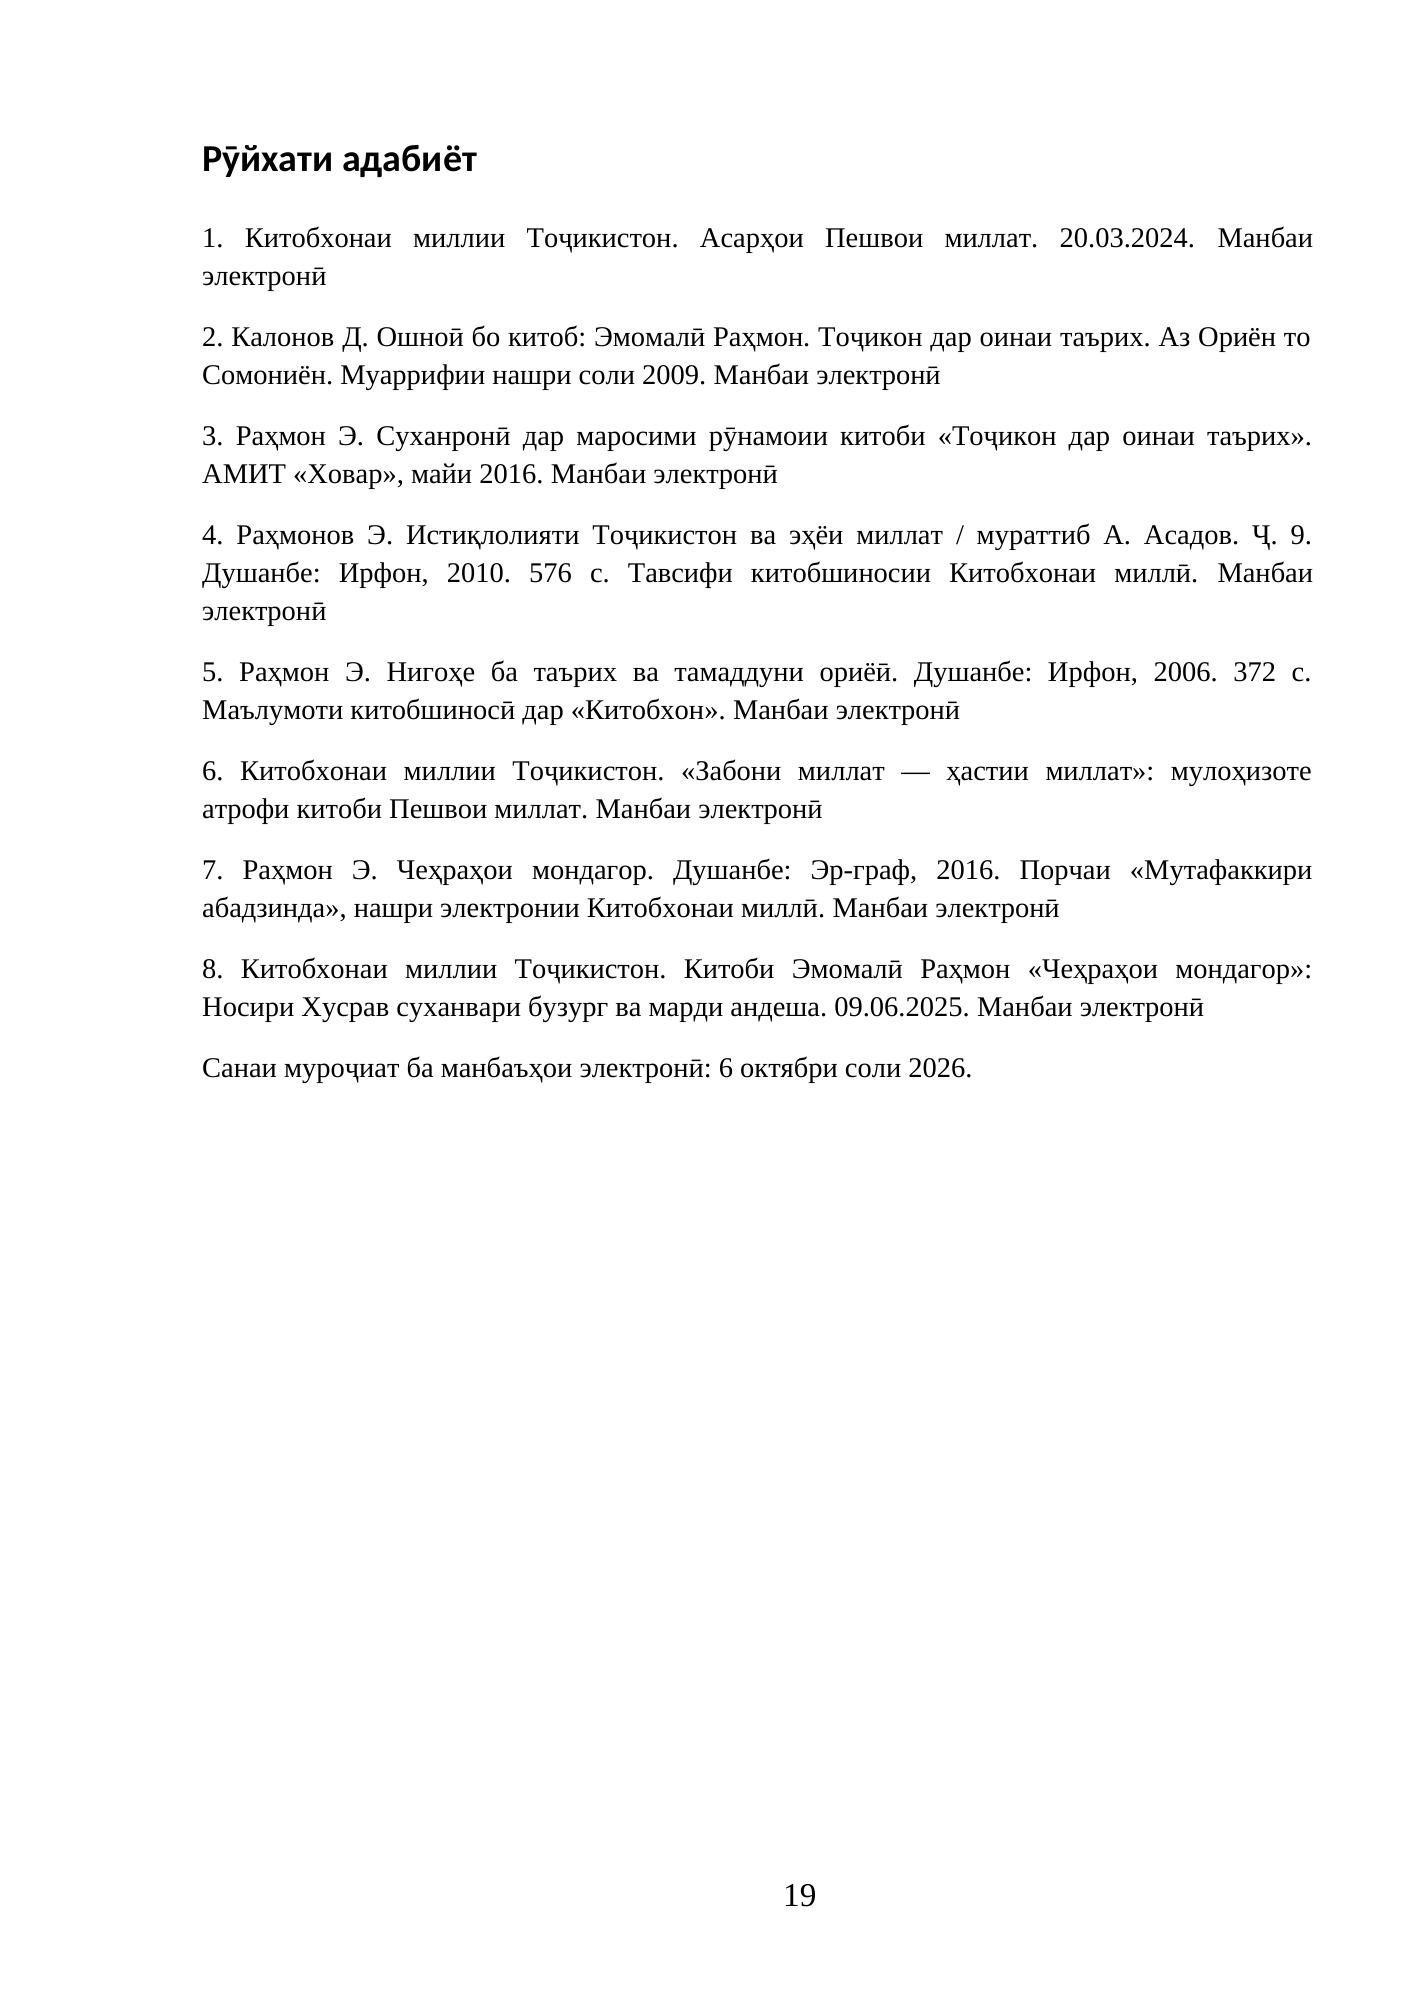 Рӯйхати адабиёт
1. Китобхонаи миллии Тоҷикистон. Асарҳои Пешвои миллат. 20.03.2024. Манбаи
электронӣ
2. Калонов Д. Ошноӣ бо китоб: Эмомалӣ Раҳмон. Тоҷикон дар оинаи таърих. Аз Ориён то
Сомониён. Муаррифии нашри соли 2009. Манбаи электронӣ
3. Раҳмон Э. Суханронӣ дар маросими рӯнамоии китоби «Тоҷикон дар оинаи таърих».
АМИТ «Ховар», майи 2016. Манбаи электронӣ
4. Раҳмонов Э. Истиқлолияти Тоҷикистон ва эҳёи миллат / мураттиб А. Асадов. Ҷ. 9.
Душанбе: Ирфон, 2010. 576 с. Тавсифи китобшиносии Китобхонаи миллӣ. Манбаи
электронӣ
5. Раҳмон Э. Нигоҳе ба таърих ва тамаддуни ориёӣ. Душанбе: Ирфон, 2006. 372 с.
Маълумоти китобшиносӣ дар «Китобхон». Манбаи электронӣ
6. Китобхонаи миллии Тоҷикистон. «Забони миллат — ҳастии миллат»: мулоҳизоте
атрофи китоби Пешвои миллат. Манбаи электронӣ
7. Раҳмон Э. Чеҳраҳои мондагор. Душанбе: Эр-граф, 2016. Порчаи «Мутафаккири
абадзинда», нашри электронии Китобхонаи миллӣ. Манбаи электронӣ
8. Китобхонаи миллии Тоҷикистон. Китоби Эмомалӣ Раҳмон «Чеҳраҳои мондагор»:
Носири Хусрав суханвари бузург ва марди андеша. 09.06.2025. Манбаи электронӣ
Санаи муроҷиат ба манбаъҳои электронӣ: 6 октябри соли 2026.
19